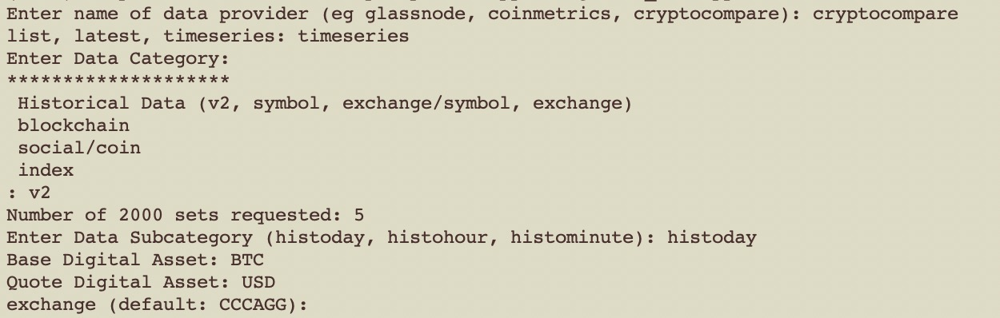 Enter name of data provider (eg glassnode, coinmetrics, cryptocompare): cryptocompare
list, latest, timeseries: timeseries
Enter Data Category:
********************
Historical Data (v2, symbol, exchange/symbol, exchange)
blockchain
social/coin
index
: v2
Number of 2000 sets requested: 5
Enter Data Subcategory (histoday, histohour, histominute): histoday
Base Digital Asset: BTC
Quote Digital Asset: USD
exchange (default: CCCAGG):